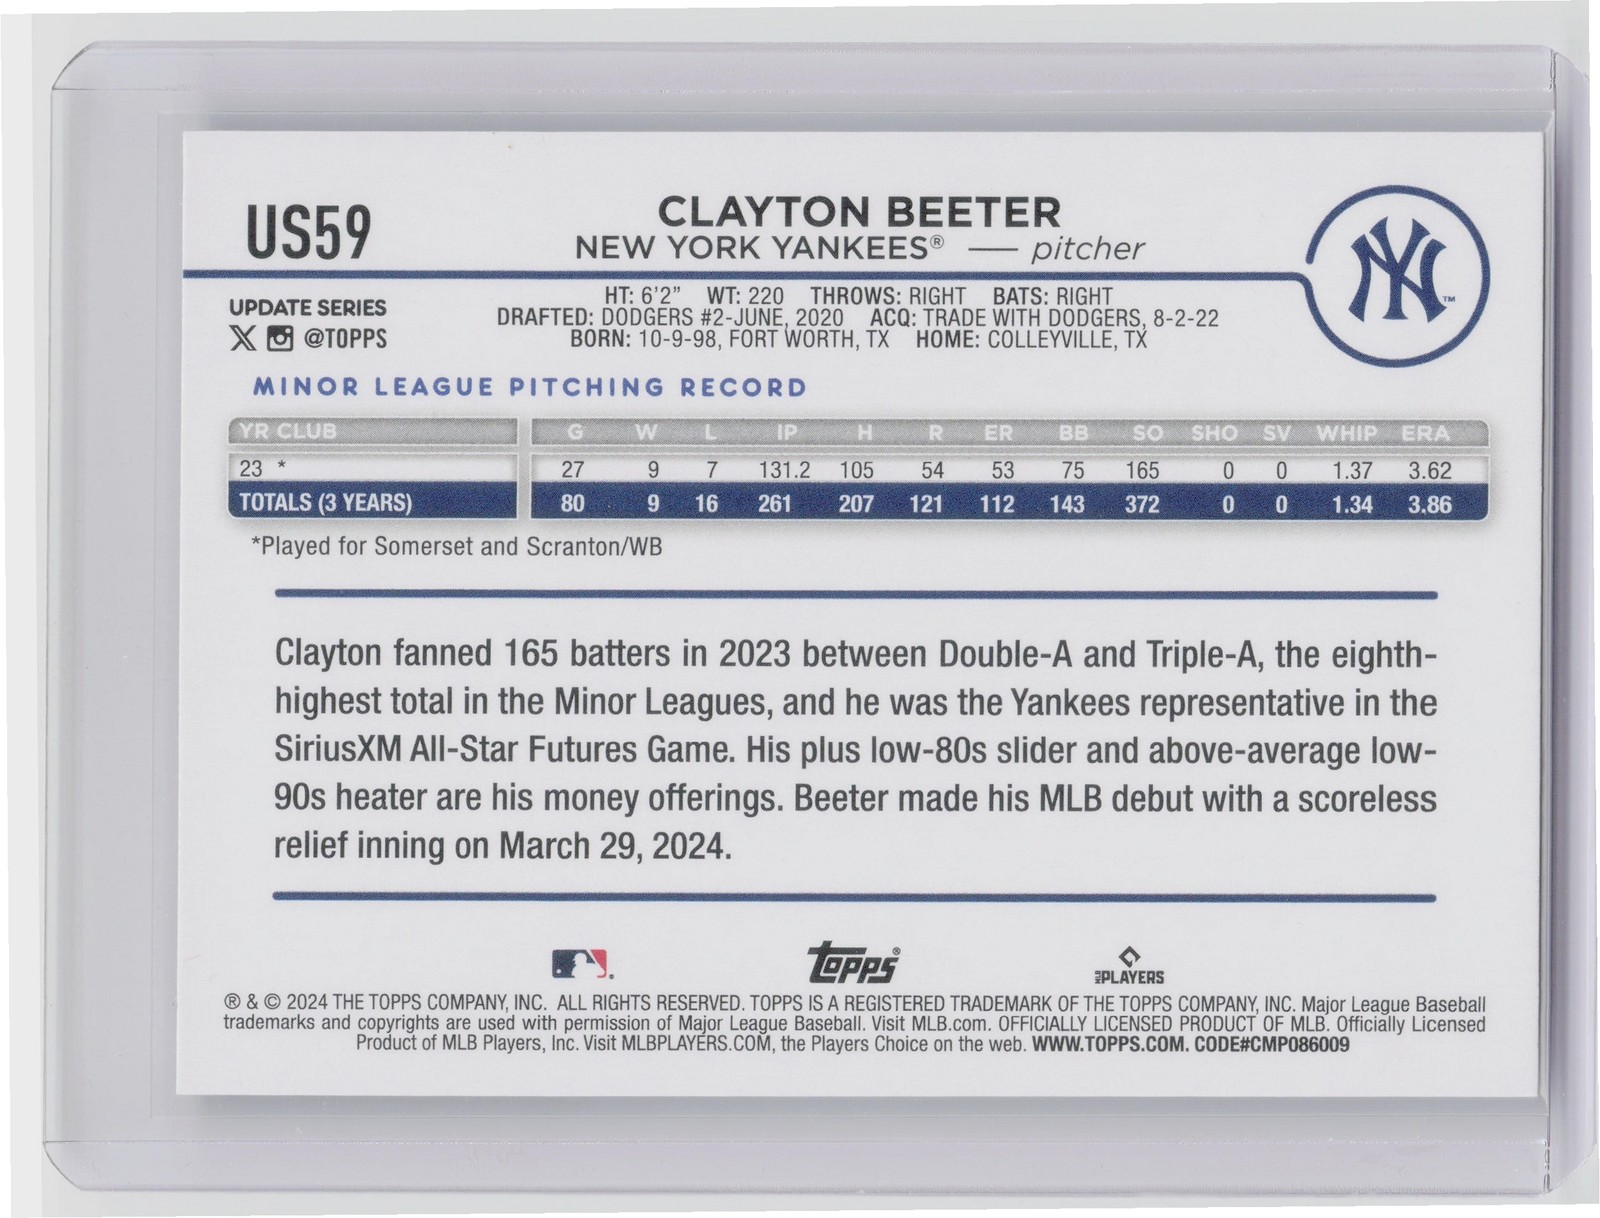 US59
CLAYTON BEETER
NEW YORK YANKEES® — pitcher
NY™
UPDATE SERIES
@TOPPS
HT: 6'2" WT: 220 THROWS: RIGHT BATS: RIGHT
DRAFTED: DODGERS #2-JUNE, 2020 ACQ: TRADE WITH DODGERS, 8-2-22
BORN: 10-9-98, FORT WORTH, TX HOME: COLLEYVILLE, TX
MINOR LEAGUE PITCHING RECORD
YR CLUB G W L IP H R ER BB SO SHO SV WHIP ERA
23 * 27 9 7 131.2 105 54 53 75 165 0 0 1.37 3.62
TOTALS (3 YEARS) 80 9 16 261 207 121 112 143 372 0 0 1.34 3.86
*Played for Somerset and Scranton/WB
Clayton fanned 165 batters in 2023 between Double-A and Triple-A, the eighth-
highest total in the Minor Leagues, and he was the Yankees representative in the
SiriusXM All-Star Futures Game. His plus low-80s slider and above-average low-
90s heater are his money offerings. Beeter made his MLB debut with a scoreless
relief inning on March 29, 2024.
Topps® MLB PLAYERS
® & © 2024 THE TOPPS COMPANY, INC. ALL RIGHTS RESERVED. TOPPS IS A REGISTERED TRADEMARK OF THE TOPPS COMPANY, INC. Major League Baseball
trademarks and copyrights are used with permission of Major League Baseball. Visit MLB.com. OFFICIALLY LICENSED PRODUCT OF MLB. Officially Licensed
Product of MLB Players, Inc. Visit MLBPLAYERS.COM, the Players Choice on the web. WWW.TOPPS.COM. CODE#CMP086009